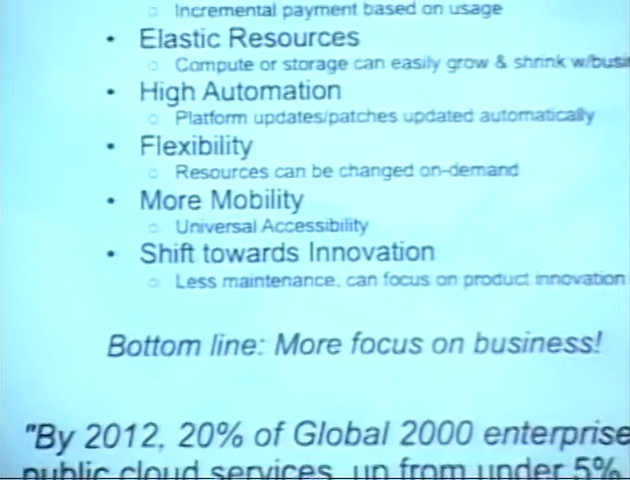 ○ Incremental payment based on usage
• Elastic Resources
○ Compute or storage can easily grow & shrink w/busi
• High Automation
○ Platform updates/patches updated automatically
• Flexibility
○ Resources can be changed on-demand
• More Mobility
○ Universal Accessibility
• Shift towards Innovation
○ Less maintenance, can focus on product innovation
Bottom line: More focus on business!
"By 2012, 20% of Global 2000 enterprise
public cloud services, up from under 5%